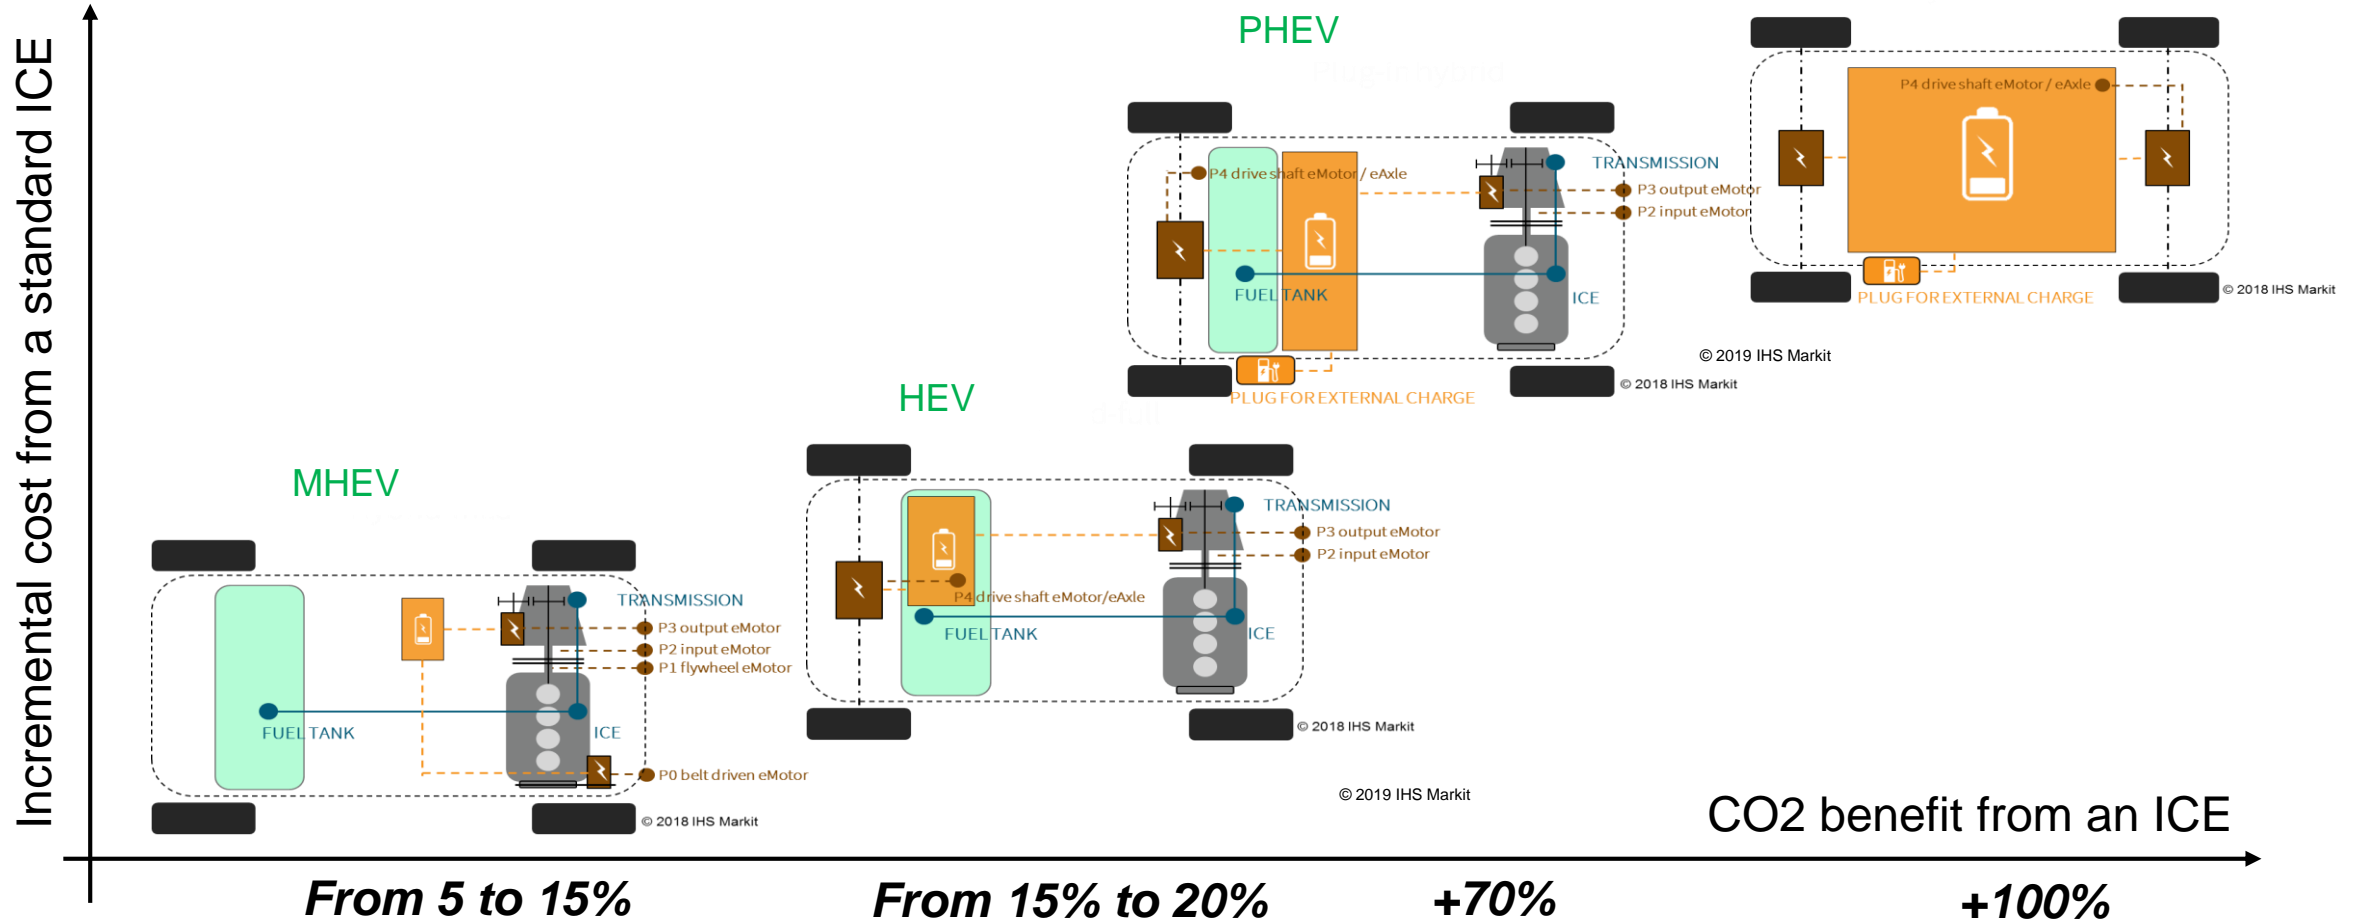 Incremental cost from a standard ICE
PHEV
P4 drive shaft eMotor / eAxle
TRANSMISSION
P3 output eMotor
P2 input eMotor
FUEL TANK
ICE
PLUG FOR EXTERNAL CHARGE
© 2018 IHS Markit
© 2019 IHS Markit
P4 drive shaft eMotor / eAxle
PLUG FOR EXTERNAL CHARGE
© 2018 IHS Markit
HEV
TRANSMISSION
P3 output eMotor
P2 input eMotor
P4 drive shaft eMotor/eAxle
FUEL TANK
ICE
© 2018 IHS Markit
© 2019 IHS Markit
MHEV
TRANSMISSION
P3 output eMotor
P2 input eMotor
P1 flywheel eMotor
FUEL TANK
ICE
P0 belt driven eMotor
© 2018 IHS Markit
CO2 benefit from an ICE
From 5 to 15%
From 15% to 20%
+70%
+100%